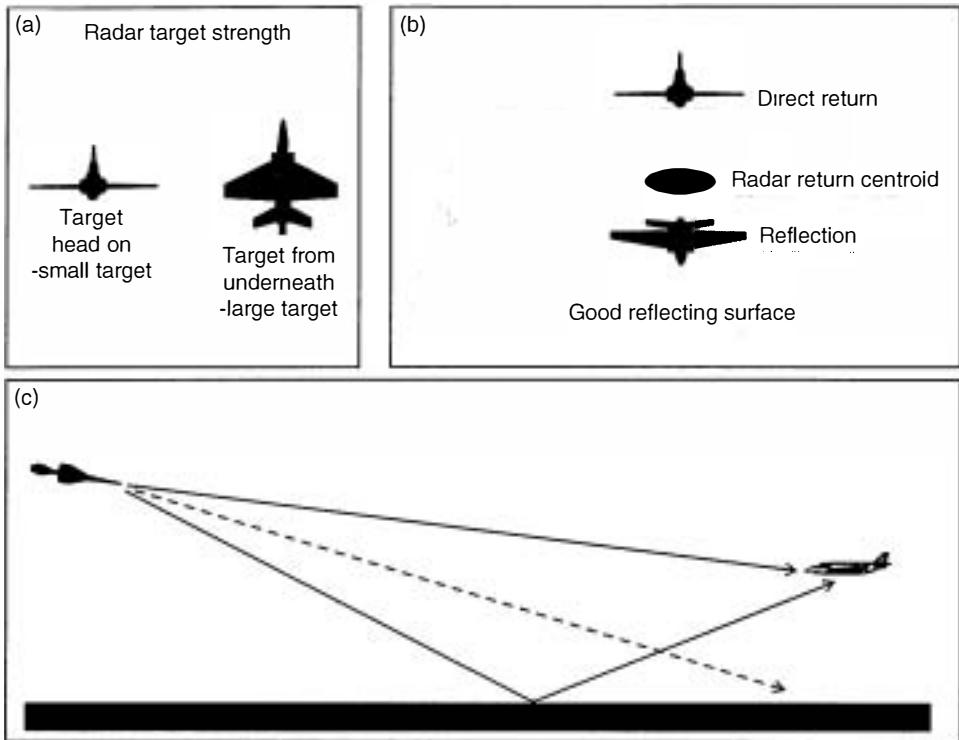 (a)
Radar target strength
Target
head on
-small target
Target from
underneath
-large target
(b)
Direct return
Radar return centroid
Reflection
Good reflecting surface
(c)